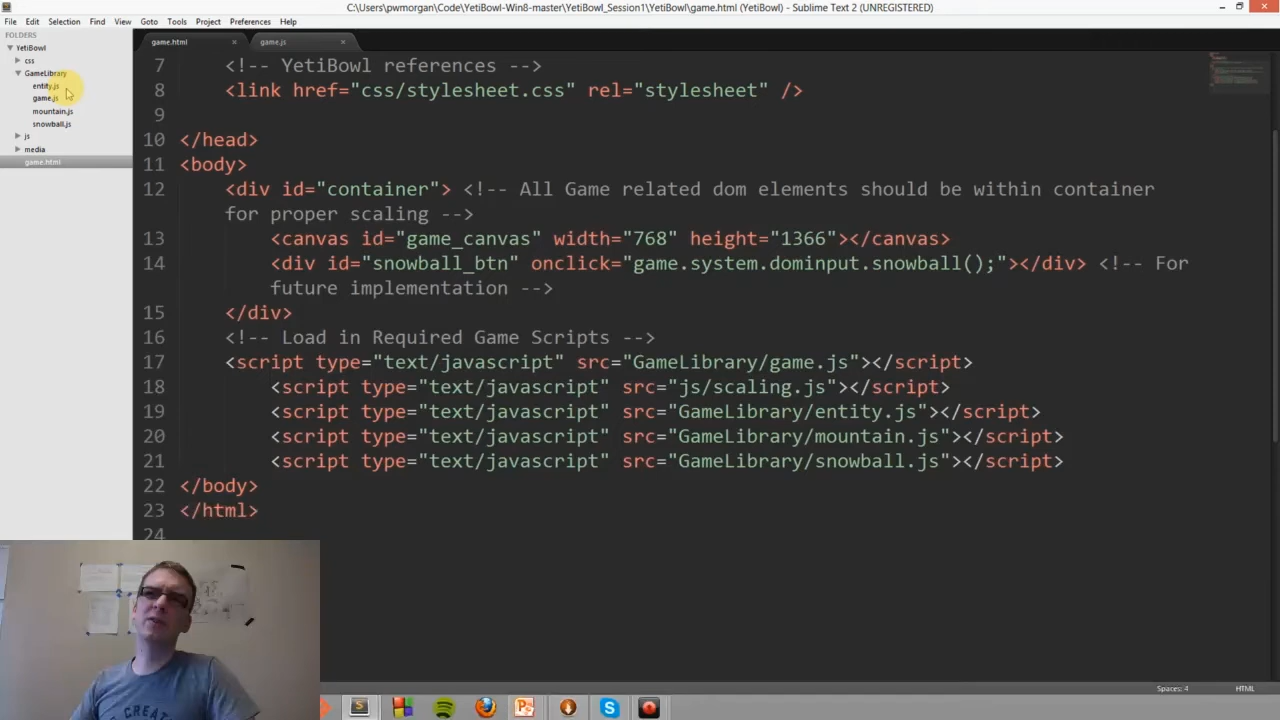 C:\Users\pwmorgan\Code\YetiBowl-Win8-master\YetiBowl_Session1\YetiBowl\game.html (YetiBowl) - Sublime Text 2 (UNREGISTERED)
File Edit Selection Find View Goto Tools Project Preferences Help
FOLDERS
YetiBowl
css
GameLibrary
entity.js
game.js
mountain.js
snowball.js
js
media
game.html
game.html × game.js ×
7 <!-- YetiBowl references -->
8 <link href="css/stylesheet.css" rel="stylesheet" />
9
10 </head>
11 <body>
12 <div id="container"> <!-- All Game related dom elements should be within container
for proper scaling -->
13 <canvas id="game_canvas" width="768" height="1366"></canvas>
14 <div id="snowball_btn" onclick="game.system.dominput.snowball();"></div> <!-- For
future implementation -->
15 </div>
16 <!-- Load in Required Game Scripts -->
17 <script type="text/javascript" src="GameLibrary/game.js"></script>
18 <script type="text/javascript" src="js/scaling.js"></script>
19 <script type="text/javascript" src="GameLibrary/entity.js"></script>
20 <script type="text/javascript" src="GameLibrary/mountain.js"></script>
21 <script type="text/javascript" src="GameLibrary/snowball.js"></script>
22 </body>
23 </html>
24
Spaces: 4 HTML